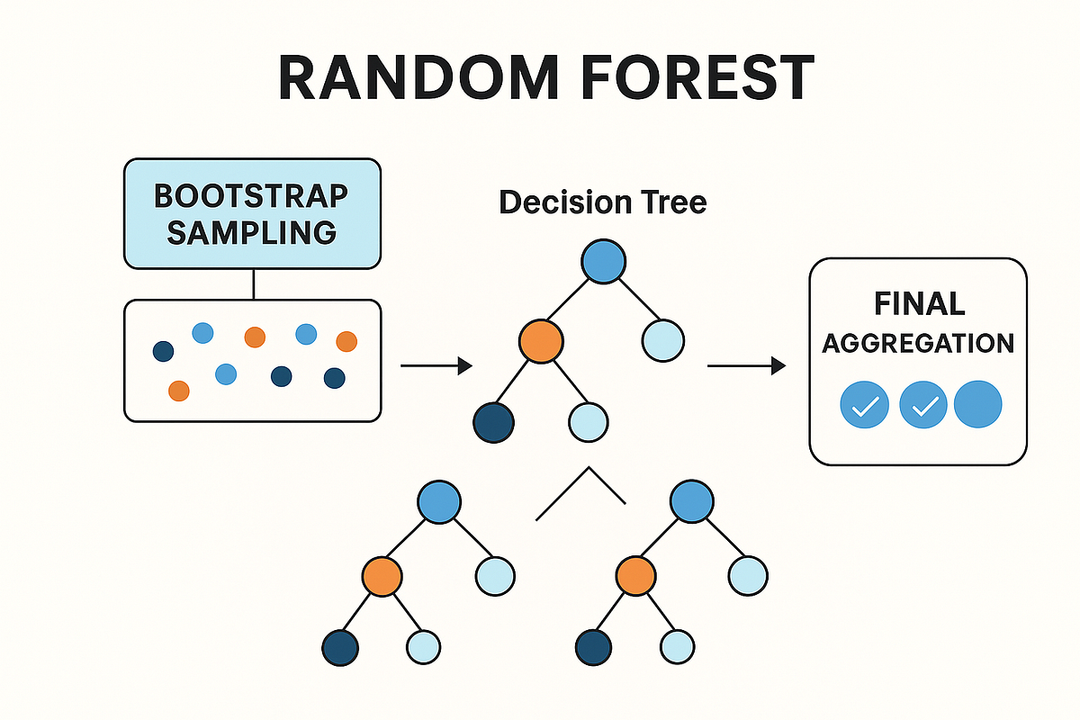 RANDOM FOREST
BOOTSTRAP
SAMPLING
Decision Tree
FINAL
AGGREGATION